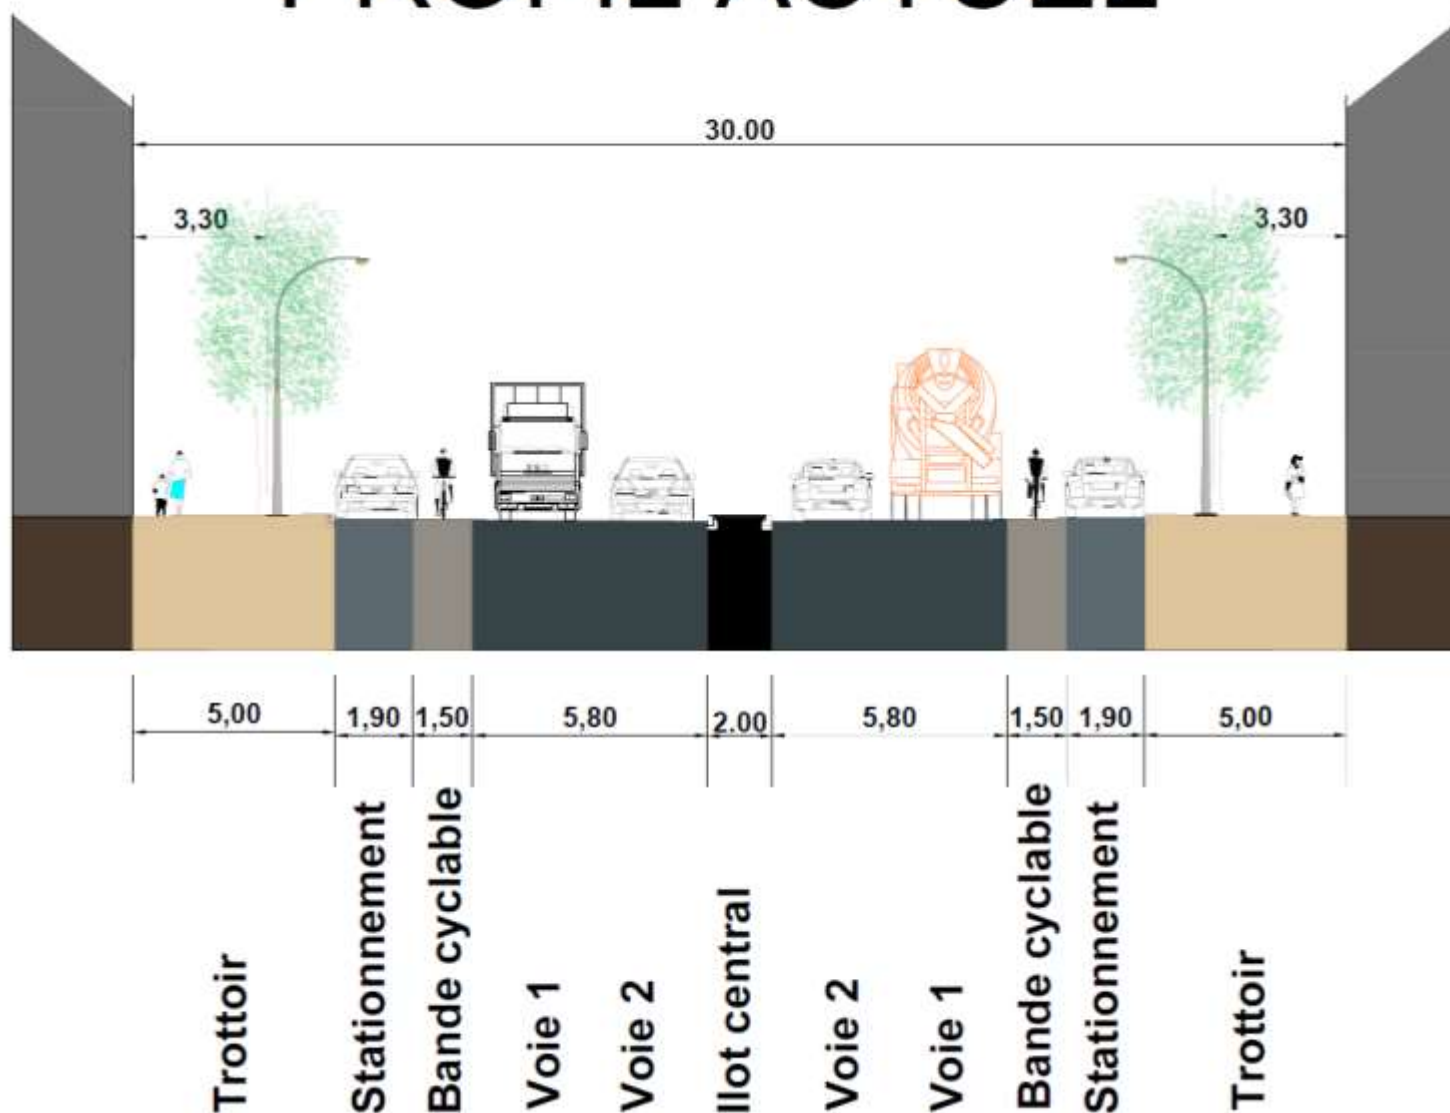 PROFIL ACTUEL
30.00
3,30
3,30
5,00
1,90
1,50
5,80
2.00
5,80
1,50
1,90
5,00
Trottoir
Stationnement
Bande cyclable
Voie 1
Voie 2
Ilot central
Voie 2
Voie 1
Bande cyclable
Stationnement
Trottoir